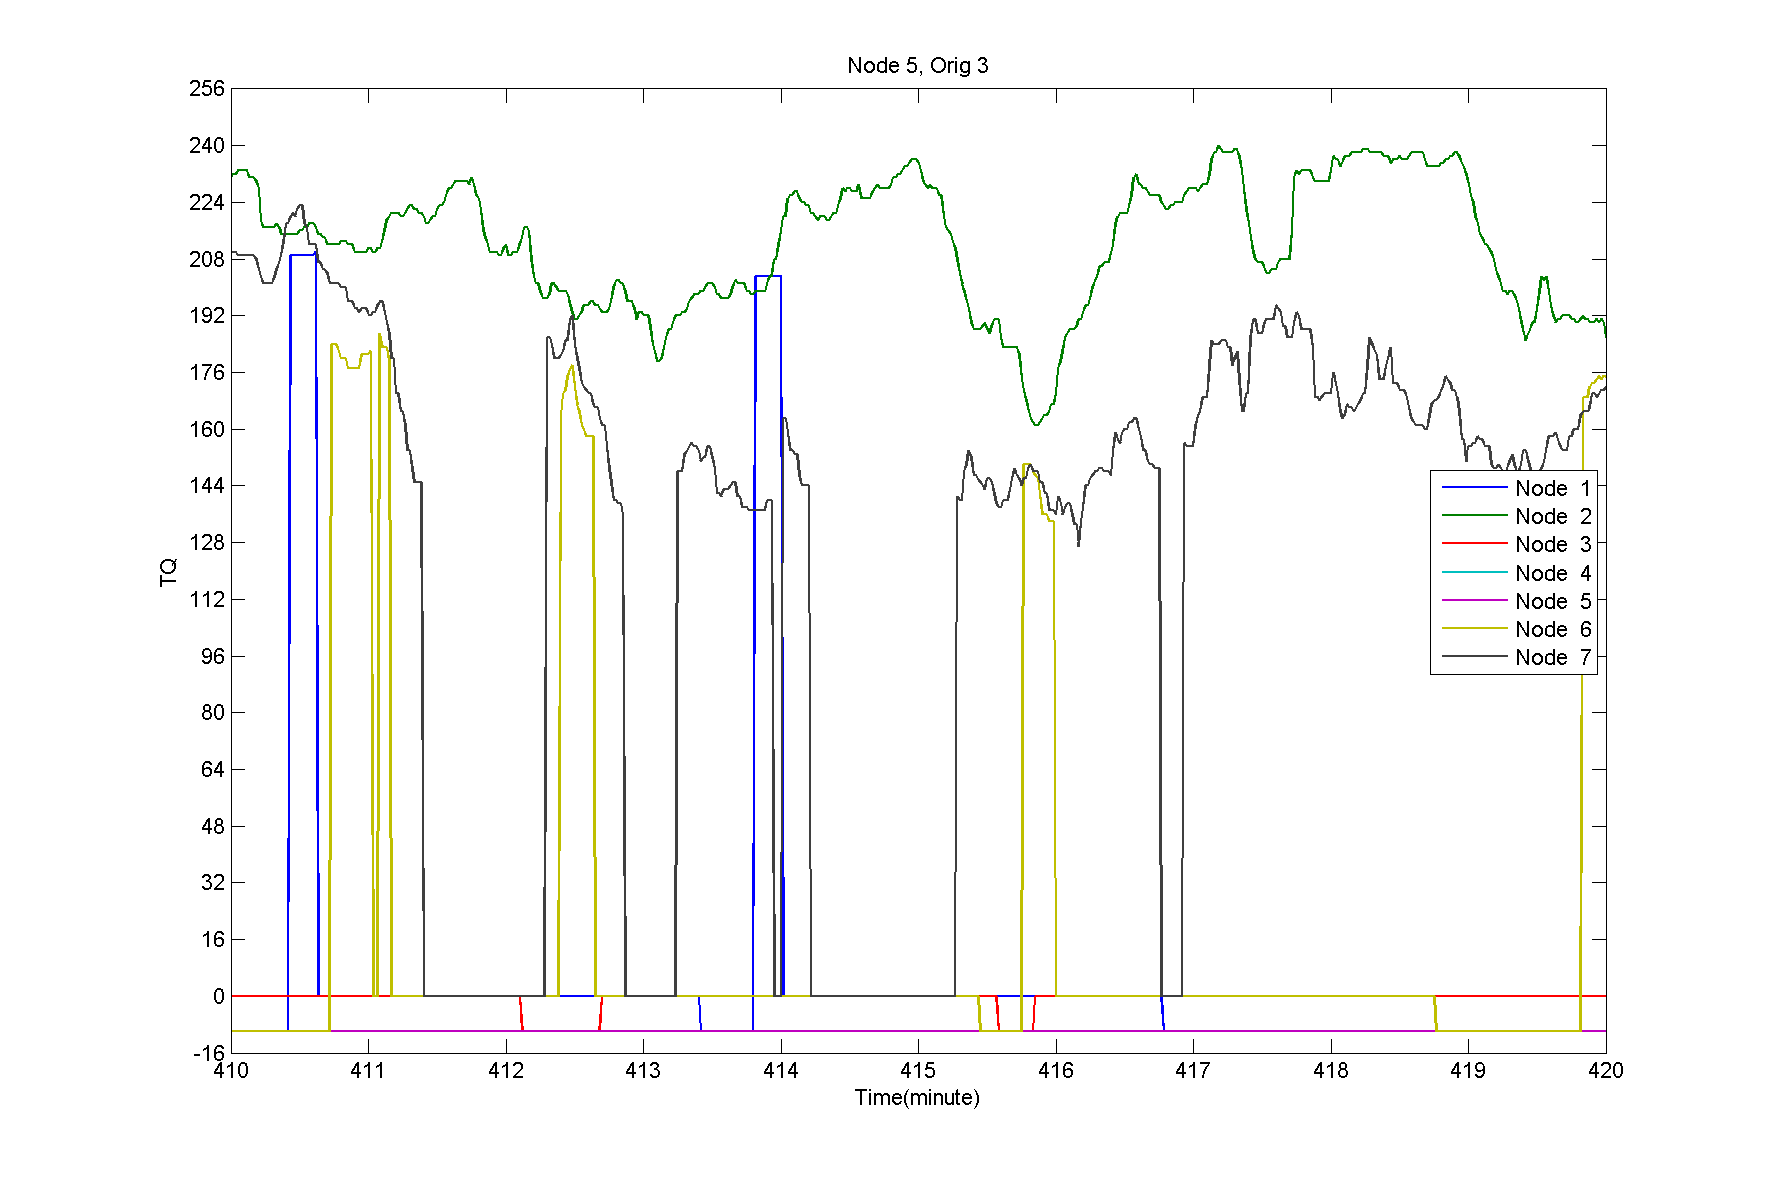 Node 5, Orig 3
256
240
224
208
192
176
160
144
128
112
96
80
64
48
32
16
0
-16
TQ
Node 1
Node 2
Node 3
Node 4
Node 5
Node 6
Node 7
410 411 412 413 414 415 416 417 418 419 420
Time(minute)